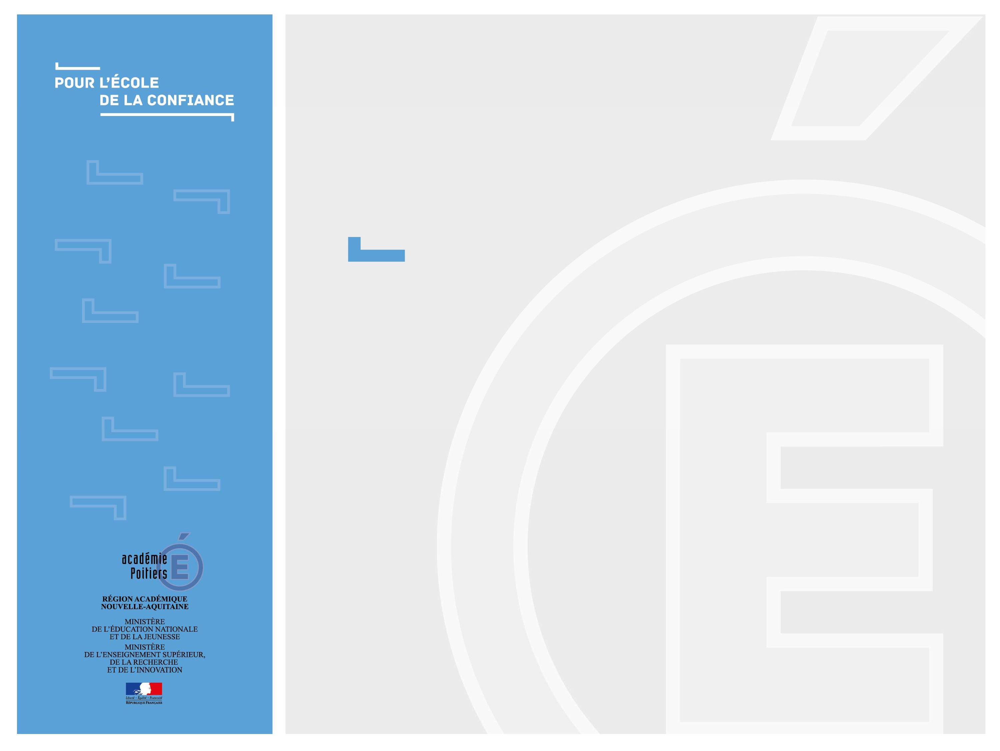 POUR L'ÉCOLE
DE LA CONFIANCE
académie
Poitiers
É
RÉGION ACADÉMIQUE
NOUVELLE-AQUITAINE
MINISTÈRE
DE L'ÉDUCATION NATIONALE
ET DE LA JEUNESSE
MINISTÈRE
DE L'ENSEIGNEMENT SUPÉRIEUR,
DE LA RECHERCHE
ET DE L'INNOVATION
Liberté • Égalité • Fraternité
RÉPUBLIQUE FRANÇAISE
É